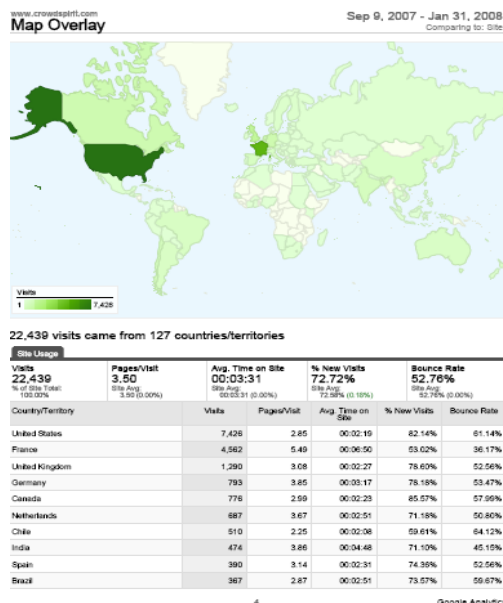 www.crowdspirit.com
Map Overlay
Sep 9, 2007 - Jan 31, 2008
Comparing to: Site
Visits
1 7,426
22,439 visits came from 127 countries/territories
Site Usage
Visits Pages/Visit Avg. Time on Site % New Visits Bounce Rate
22,439 3.50 00:03:31 72.72% 52.76%
% of Site Total: Site Avg: Site Avg: Site Avg: Site Avg:
100.00% 3.50 (0.00%) 00:03:31 (0.00%) 72.58% (0.18%) 52.76% (0.00%)
Country/Territory Visits Pages/Visit Avg. Time on Site % New Visits Bounce Rate
United States 7,426 2.85 00:02:19 82.14% 61.14%
France 4,562 5.49 00:06:50 53.02% 36.17%
United Kingdom 1,290 3.08 00:02:27 78.60% 52.56%
Germany 793 3.85 00:03:17 78.18% 53.47%
Canada 776 2.99 00:02:23 85.57% 57.99%
Netherlands 687 3.67 00:02:51 71.18% 50.80%
Chile 510 2.25 00:02:08 59.61% 64.12%
India 474 3.86 00:04:48 71.10% 45.15%
Spain 390 3.14 00:02:31 74.36% 52.56%
Brazil 367 2.87 00:02:51 73.57% 59.67%
4 Google Analytics